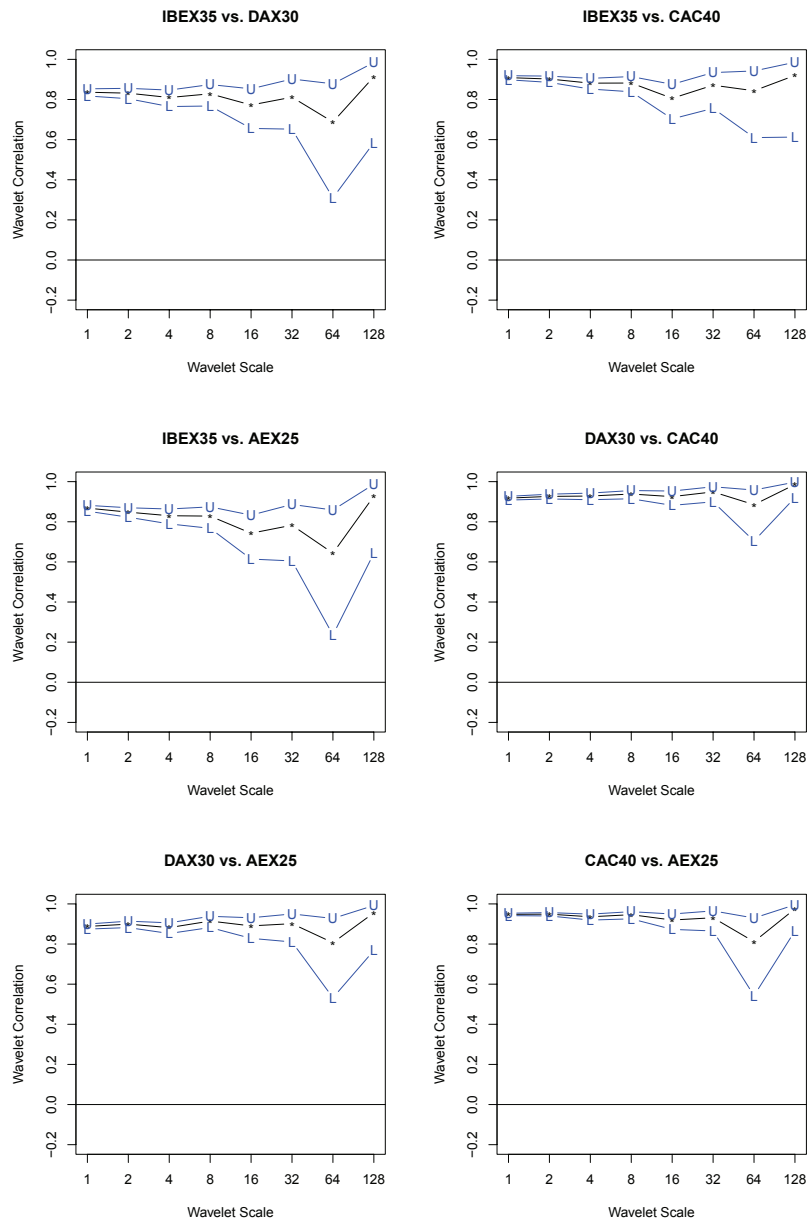 IBEX35 vs. DAX30
Wavelet Correlation
1.0
0.8
0.6
0.4
0.2
0.0
−0.2
U U U U U U U U
* * * * * * * *
L L L L L L L L
1 2 4 8 16 32 64 128
Wavelet Scale
IBEX35 vs. CAC40
Wavelet Correlation
1.0
0.8
0.6
0.4
0.2
0.0
−0.2
U U U U U U U U
* * * * * * * *
L L L L L L L L
1 2 4 8 16 32 64 128
Wavelet Scale
IBEX35 vs. AEX25
Wavelet Correlation
1.0
0.8
0.6
0.4
0.2
0.0
−0.2
U U U U U U U U
* * * * * * * *
L L L L L L L L
1 2 4 8 16 32 64 128
Wavelet Scale
DAX30 vs. CAC40
Wavelet Correlation
1.0
0.8
0.6
0.4
0.2
0.0
−0.2
U U U U U U U U
* * * * * * * *
L L L L L L L L
1 2 4 8 16 32 64 128
Wavelet Scale
DAX30 vs. AEX25
Wavelet Correlation
1.0
0.8
0.6
0.4
0.2
0.0
−0.2
U U U U U U U U
* * * * * * * *
L L L L L L L L
1 2 4 8 16 32 64 128
Wavelet Scale
CAC40 vs. AEX25
Wavelet Correlation
1.0
0.8
0.6
0.4
0.2
0.0
−0.2
U U U U U U U U
* * * * * * * *
L L L L L L L L
1 2 4 8 16 32 64 128
Wavelet Scale